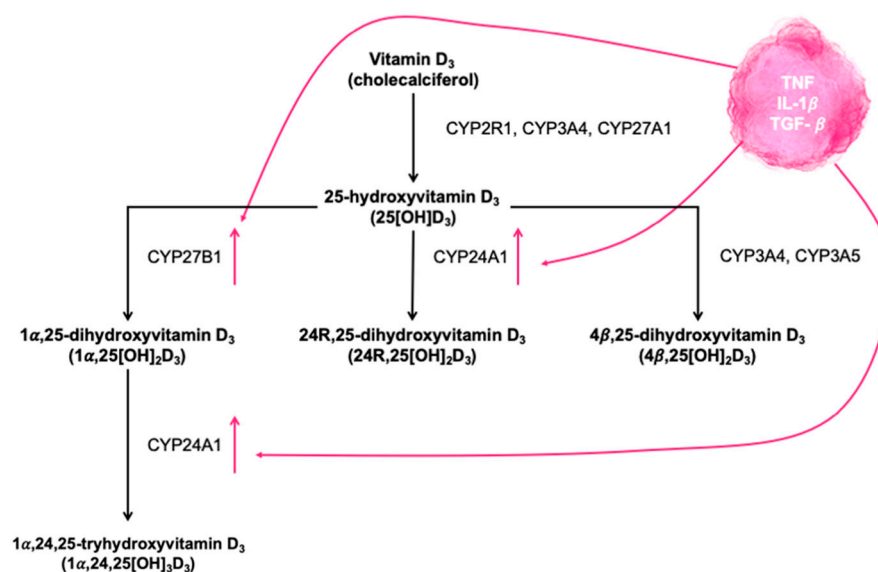 Vitamin D₃
(cholecalciferol)
TNF
IL-1β
TGF- β
CYP2R1, CYP3A4, CYP27A1
25-hydroxyvitamin D₃
(25[OH]D₃)
CYP27B1
CYP24A1
CYP3A4, CYP3A5
1α,25-dihydroxyvitamin D₃
(1α,25[OH]₂D₃)
24R,25-dihydroxyvitamin D₃
(24R,25[OH]₂D₃)
4β,25-dihydroxyvitamin D₃
(4β,25[OH]₂D₃)
CYP24A1
1α,24,25-tryhydroxyvitamin D₃
(1α,24,25[OH]₃D₃)